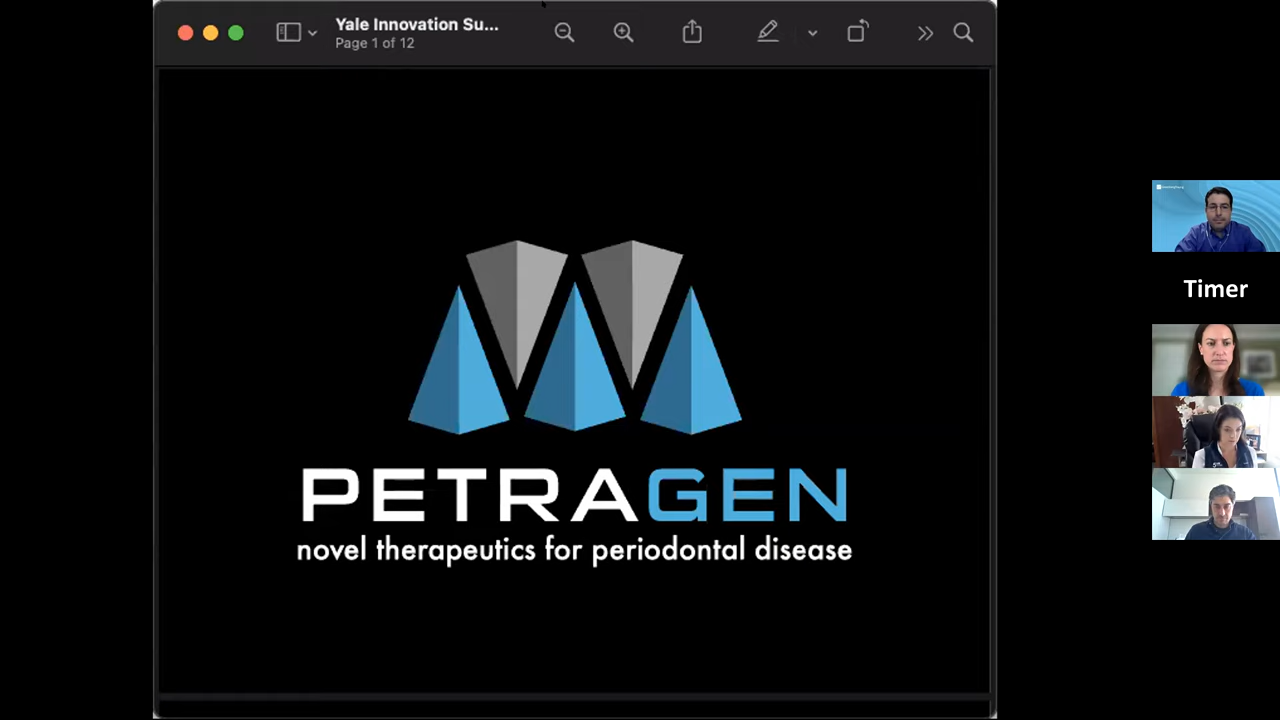 Yale Innovation Su...
Page 1 of 12
PETRAGEN
novel therapeutics for periodontal disease
Timer